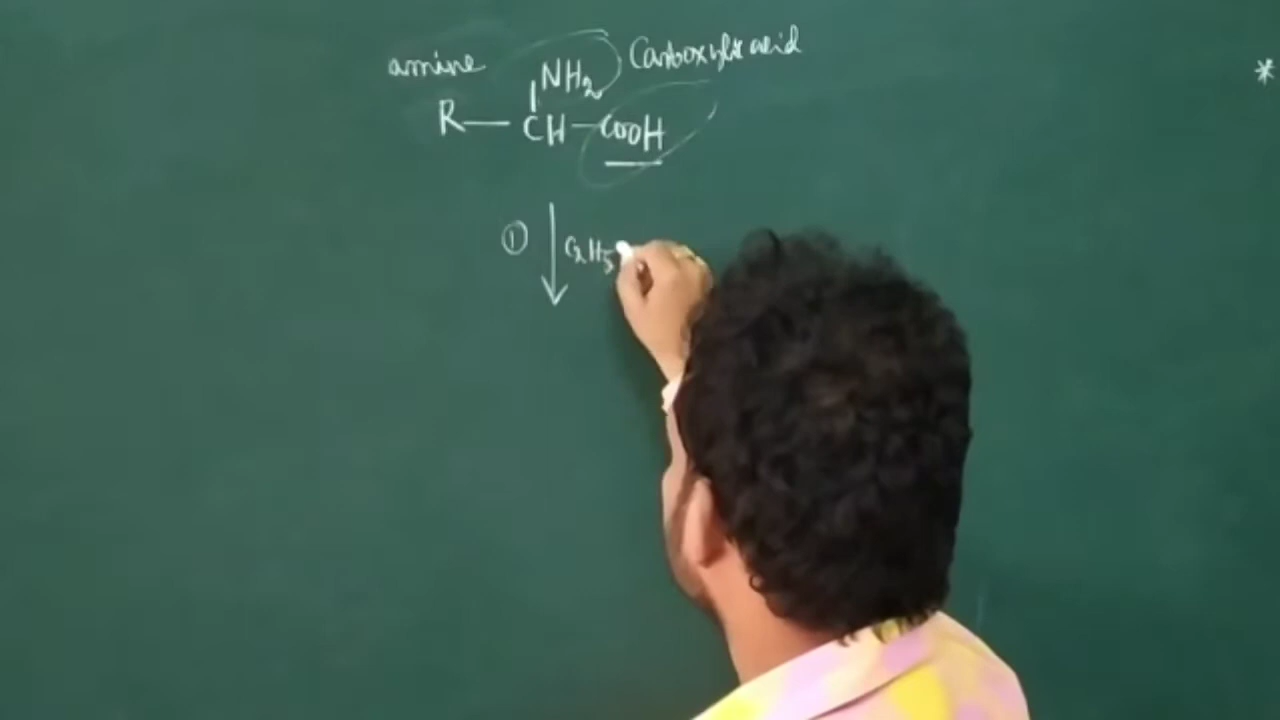 amine NH2 Carboxylic acid
R — CH — COOH
① C2H5
*